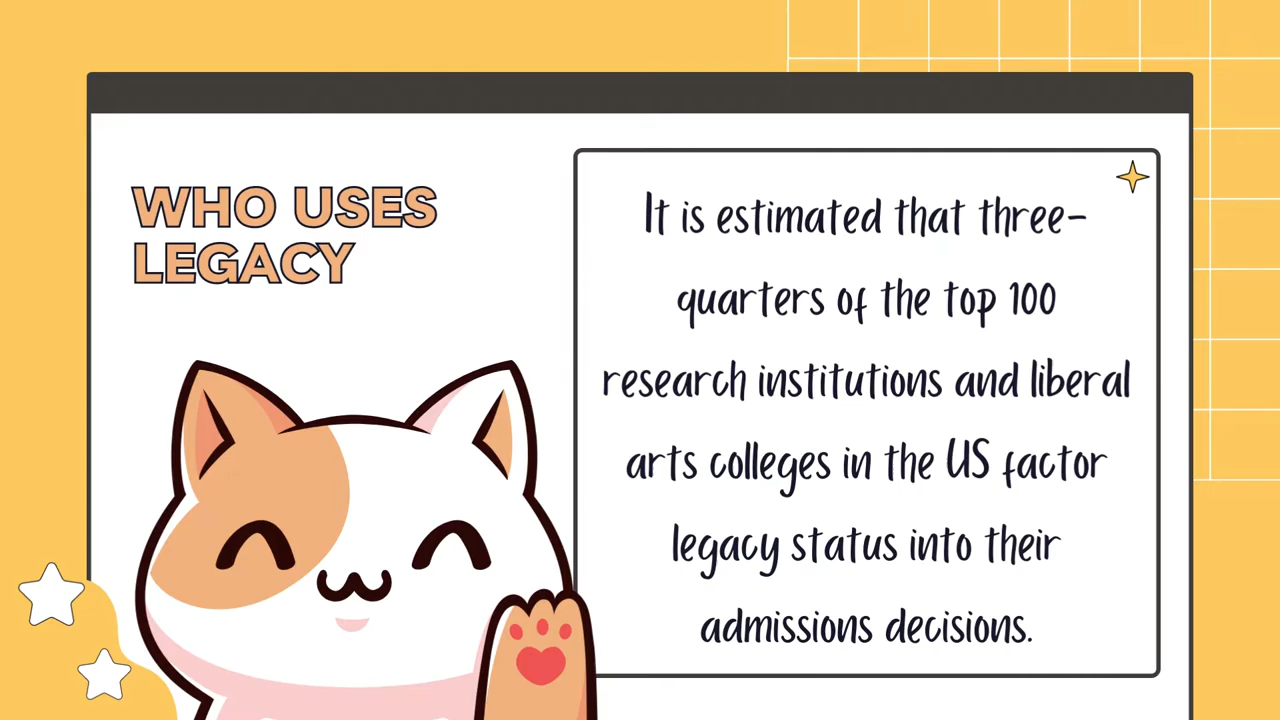 WHO USES
LEGACY
It is estimated that three-
quarters of the top 100
research institutions and liberal
arts colleges in the US factor
legacy status into their
admissions decisions.